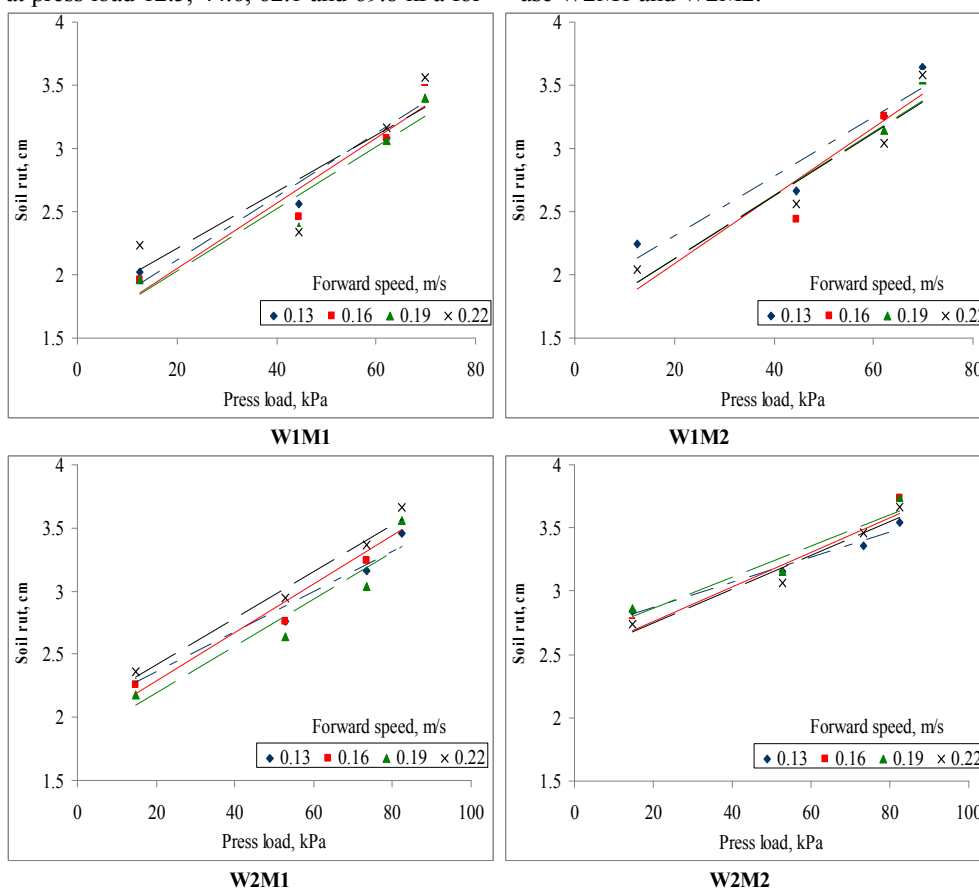 at press load 12.5, 62.1 and 69.8 kPa for use W2M1 and W2M2.
4
3.5
3
2.5
2
1.5
Soil rut, cm
0 20 40 60 80
Press load, kPa
Forward speed, m/s
0.13 0.16 0.19 0.22
W1M1
4
3.5
3
2.5
2
1.5
Soil rut, cm
0 20 40 60 80
Press load, kPa
Forward speed, m/s
0.13 0.16 0.19 0.22
W1M2
4
3.5
3
2.5
2
1.5
Soil rut, cm
0 20 40 60 80 100
Press load, kPa
Forward speed, m/s
0.13 0.16 0.19 0.22
W2M1
4
3.5
3
2.5
2
1.5
Soil rut, cm
0 20 40 60 80 100
Press load, kPa
Forward speed, m/s
0.13 0.16 0.19 0.22
W2M2